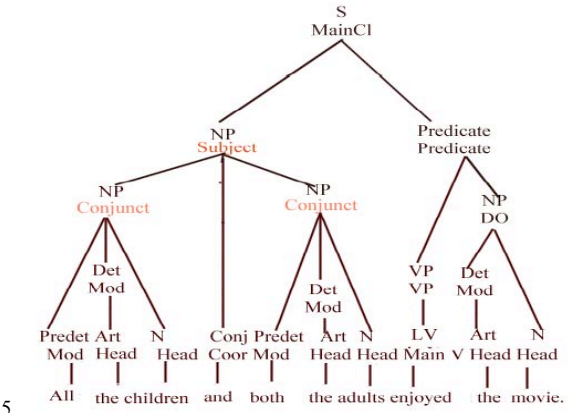 S
MainCl
NP
Subject
Predicate
Predicate
NP
Conjunct
NP
Conjunct
NP
DO
Det
Mod
Det
Mod
VP
VP
Det
Mod
Predet Art N Conj Predet Art N LV Art N
Mod Head Head Coor Mod Head Head Main V Head Head
All the children and both the adults enjoyed the movie.
5